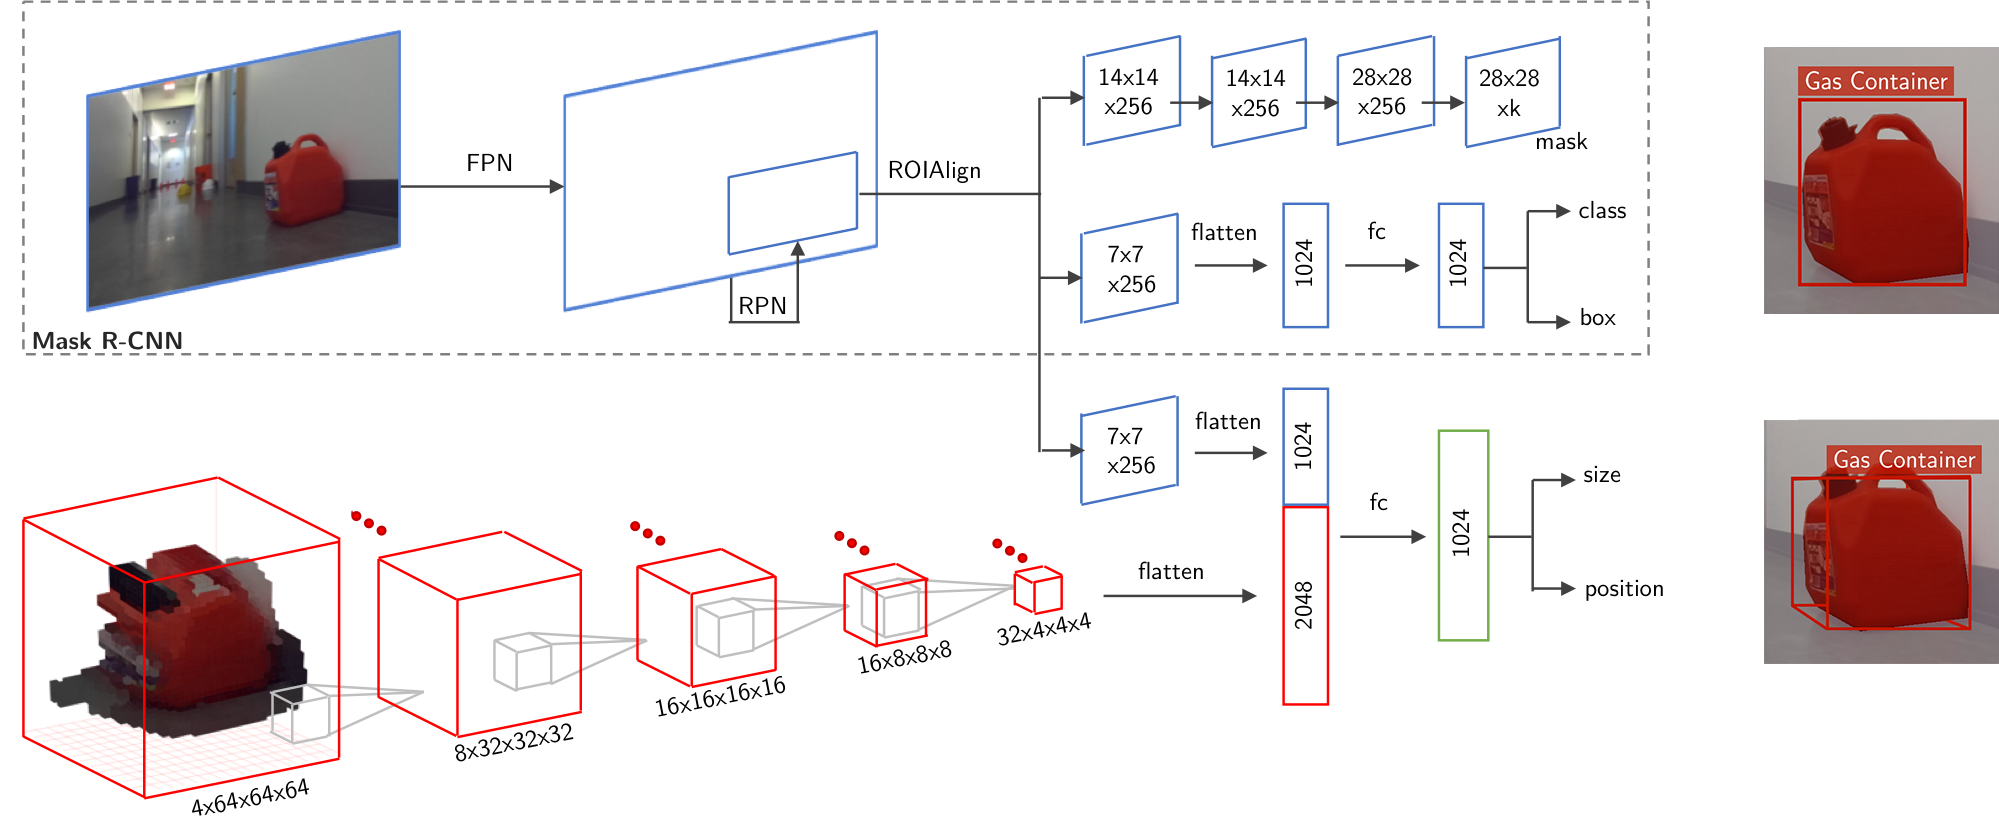 FPN
ROIAlign
RPN
Mask R-CNN
14x14
x256
14x14
x256
28x28
x256
28x28
xk
mask
7x7
x256
flatten
1024
fc
1024
class
box
Gas Container
7x7
x256
flatten
1024
2048
fc
1024
size
position
Gas Container
4x64x64x64
8x32x32x32
16x16x16x16
16x8x8x8
32x4x4x4
flatten